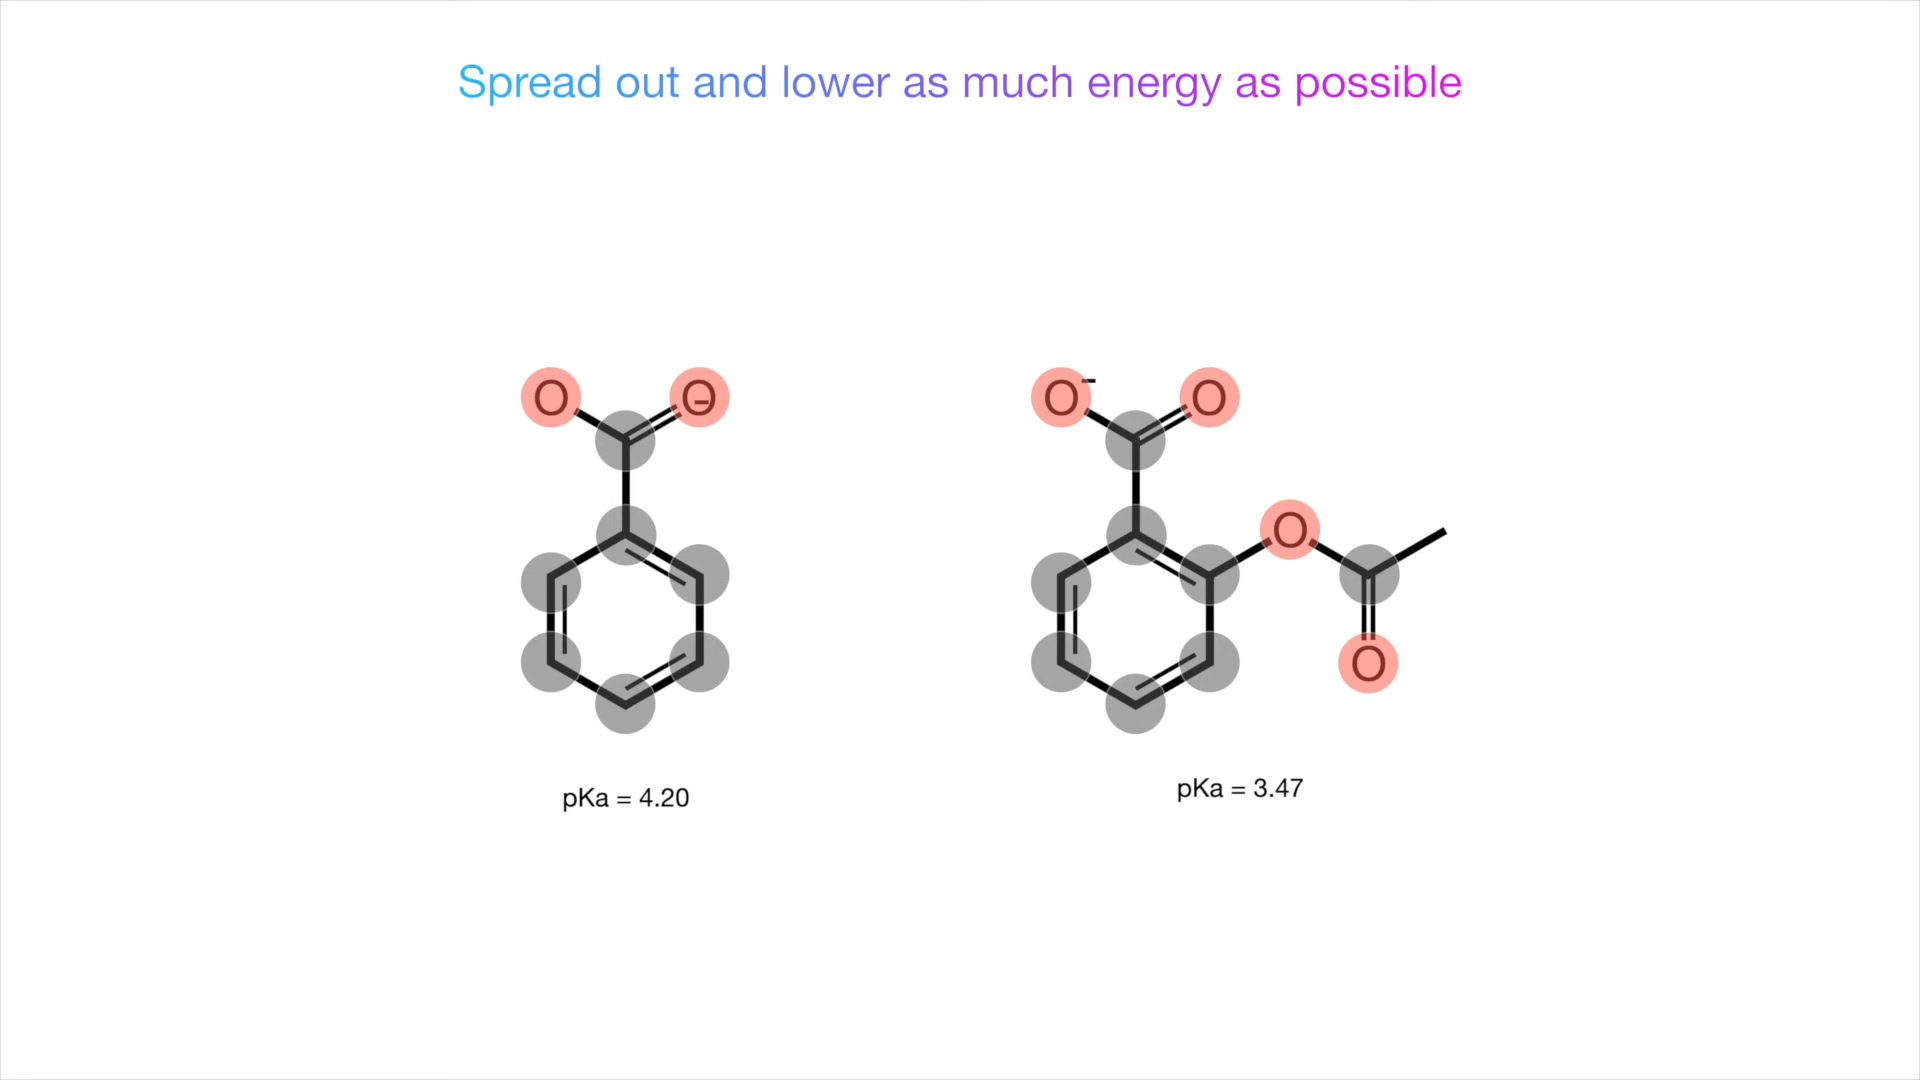 Spread out and lower as much energy as possible
O O
O⁻ O
O
O
pKa = 4.20
pKa = 3.47